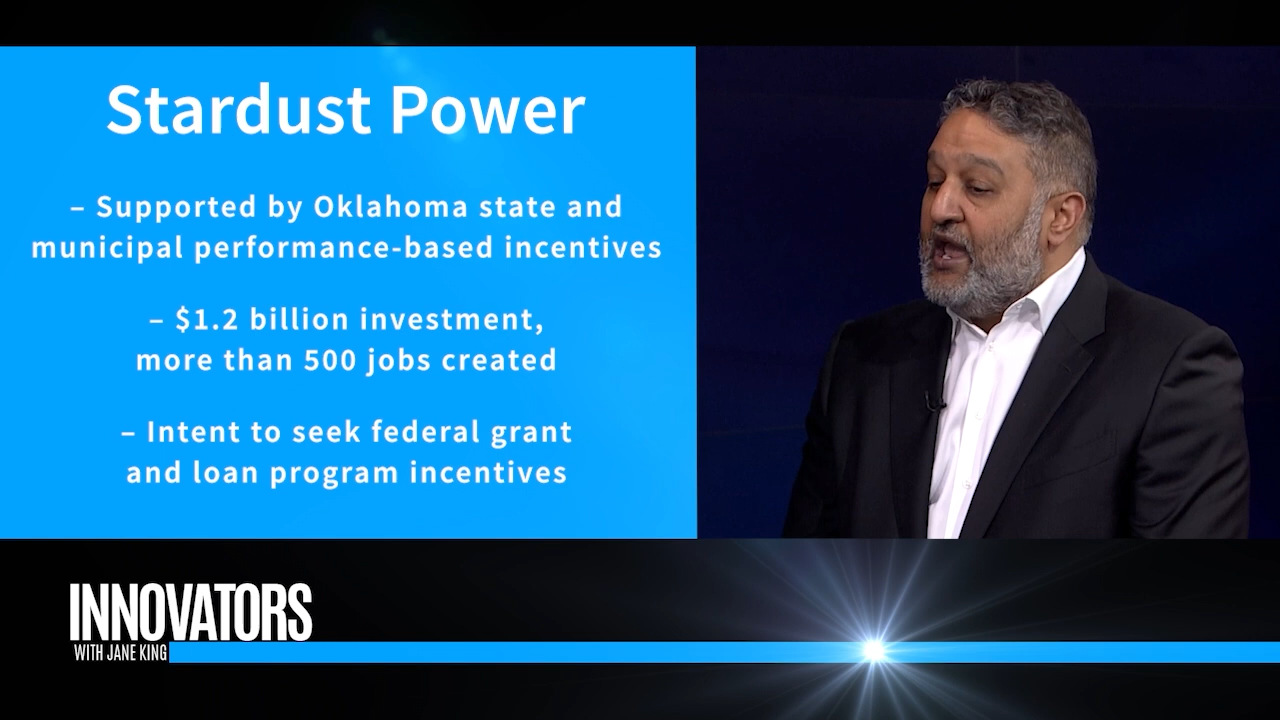 Stardust Power
– Supported by Oklahoma state and
municipal performance-based incentives
– $1.2 billion investment,
more than 500 jobs created
– Intent to seek federal grant
and loan program incentives
INNOVATORS
WITH JANE KING